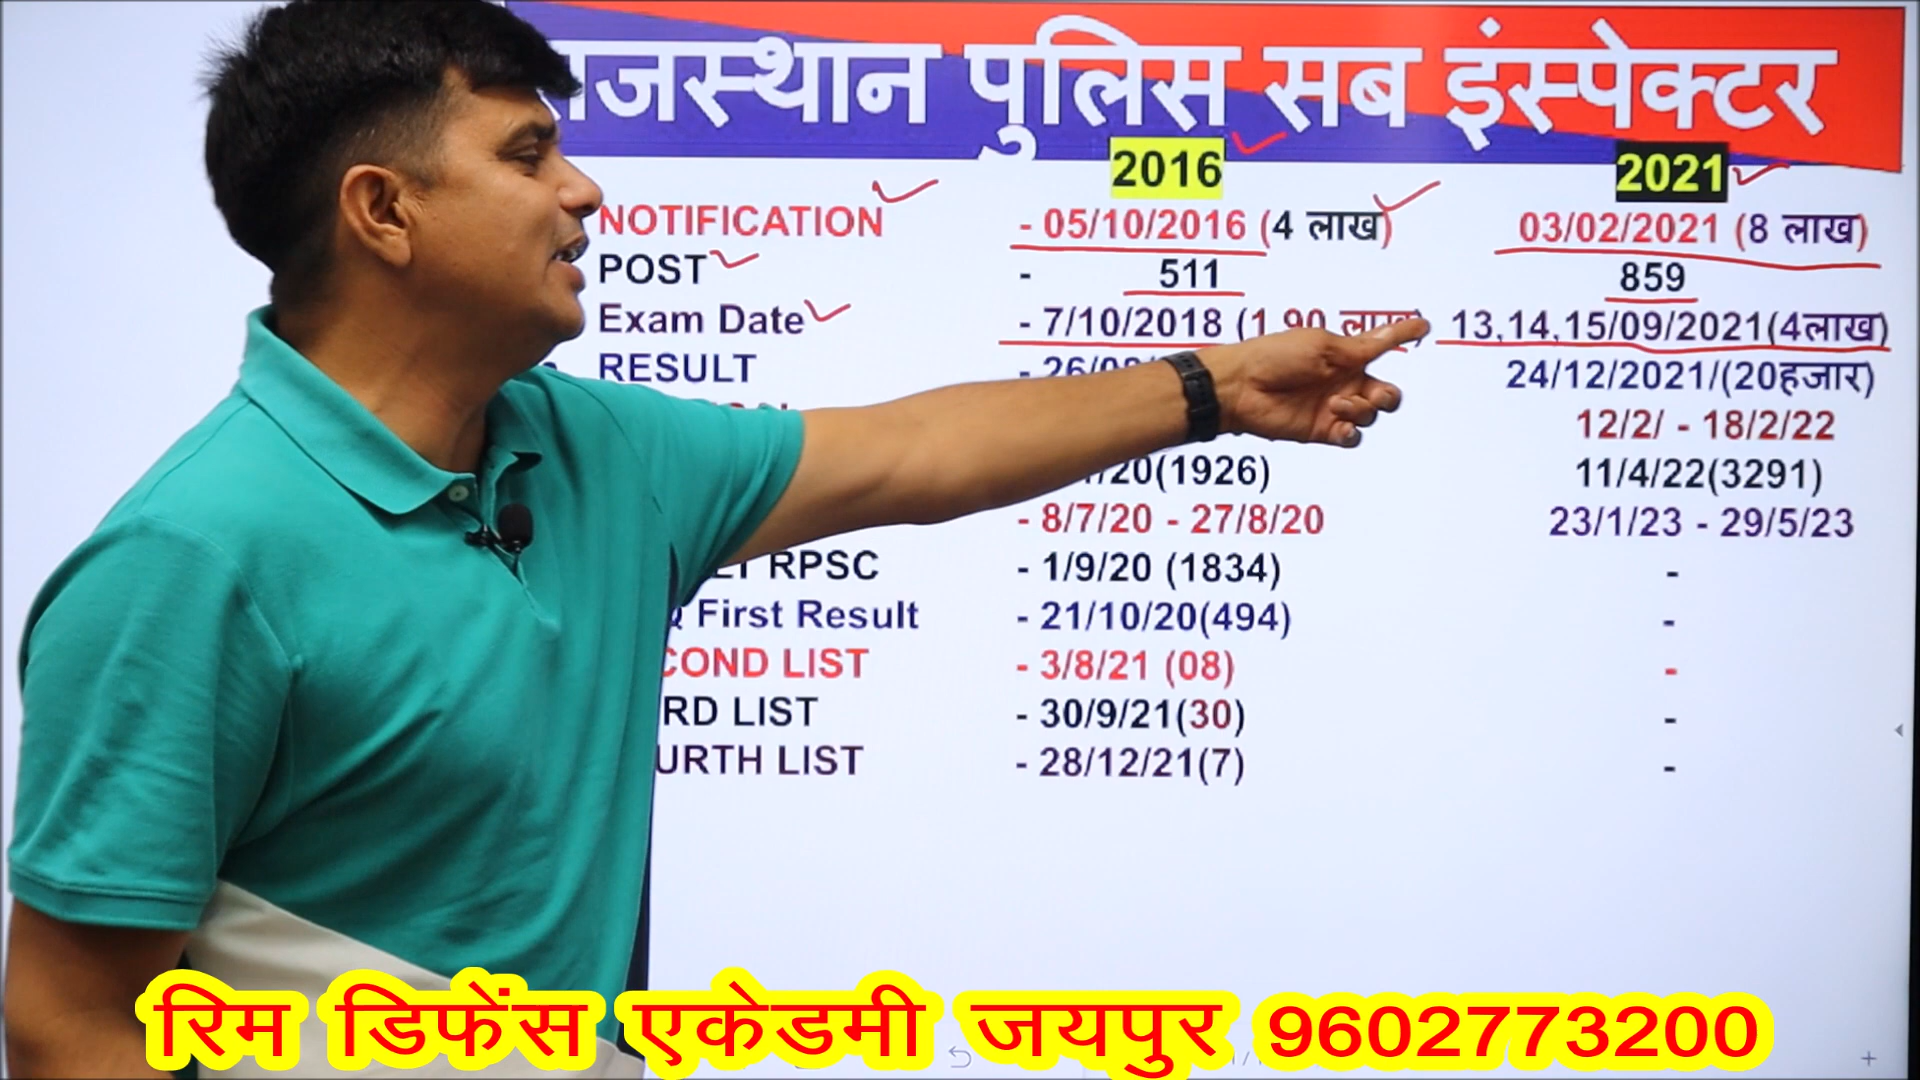 राजस्थान पुलिस सब इंस्पेक्टर
2016 2021
NOTIFICATION - 05/10/2016 (4 लाख) 03/02/2021 (8 लाख)
POST - 511 859
Exam Date - 7/10/2018 (1.90 लाख) 13,14,15/09/2021(4लाख)
RESULT - 24/12/2021/(20हजार)
12/2/ - 18/2/22
/20(1926) 11/4/22(3291)
- 8/7/20 - 27/8/20 23/1/23 - 29/5/23
RPSC - 1/9/20 (1834) -
First Result - 21/10/20(494) -
COND LIST - 3/8/21 (08) -
RD LIST - 30/9/21(30) -
URTH LIST - 28/12/21(7) -
रिम डिफेंस एकेडमी जयपुर 9602773200